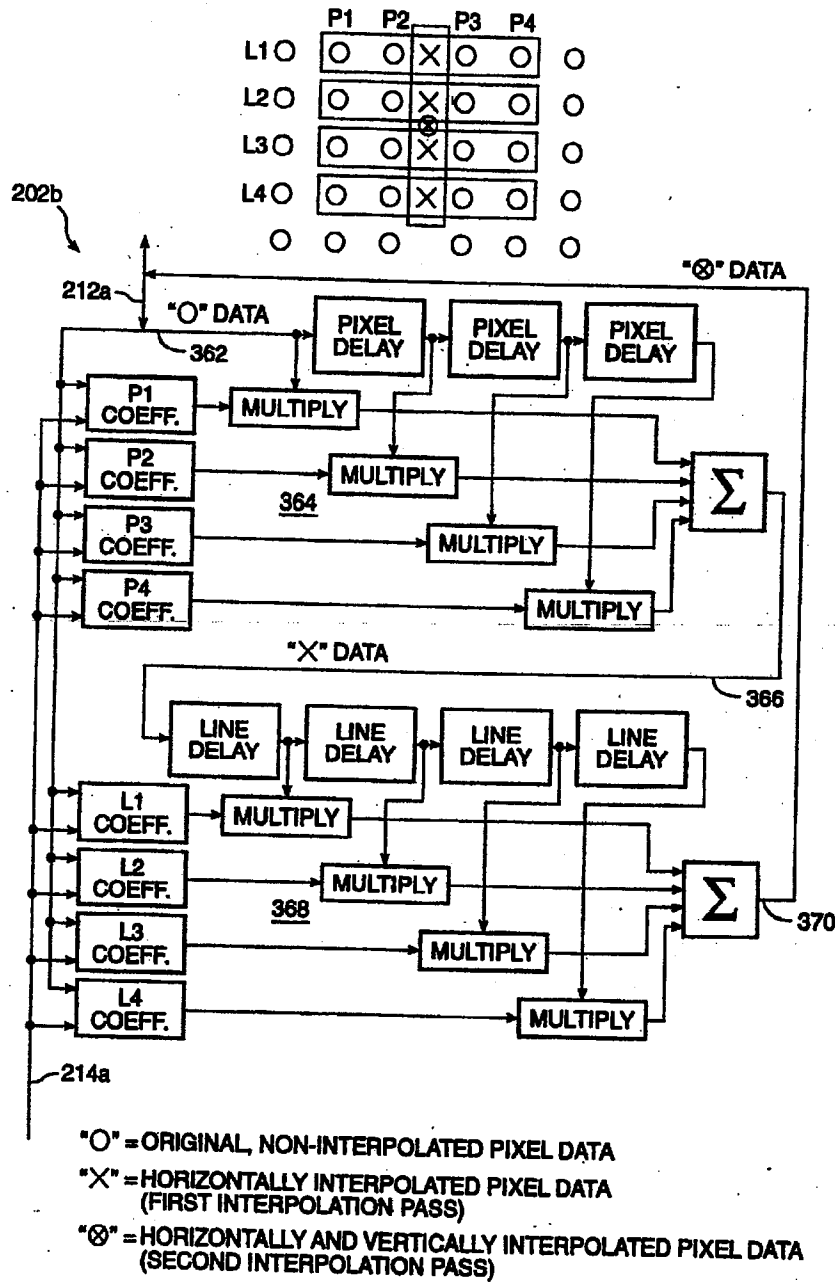 P1 P2 P3 P4
L1
L2
L3
L4
202b
212a
"⊗" DATA
"O" DATA
362
PIXEL DELAY
PIXEL DELAY
PIXEL DELAY
P1 COEFF.
MULTIPLY
P2 COEFF.
MULTIPLY
364
Σ
P3 COEFF.
MULTIPLY
P4 COEFF.
MULTIPLY
"X" DATA
366
LINE DELAY
LINE DELAY
LINE DELAY
LINE DELAY
L1 COEFF.
MULTIPLY
L2 COEFF.
MULTIPLY
368
Σ
370
L3 COEFF.
MULTIPLY
L4 COEFF.
MULTIPLY
214a
"O" = ORIGINAL, NON-INTERPOLATED PIXEL DATA
"X" = HORIZONTALLY INTERPOLATED PIXEL DATA
(FIRST INTERPOLATION PASS)
"⊗" = HORIZONTALLY AND VERTICALLY INTERPOLATED PIXEL DATA
(SECOND INTERPOLATION PASS)